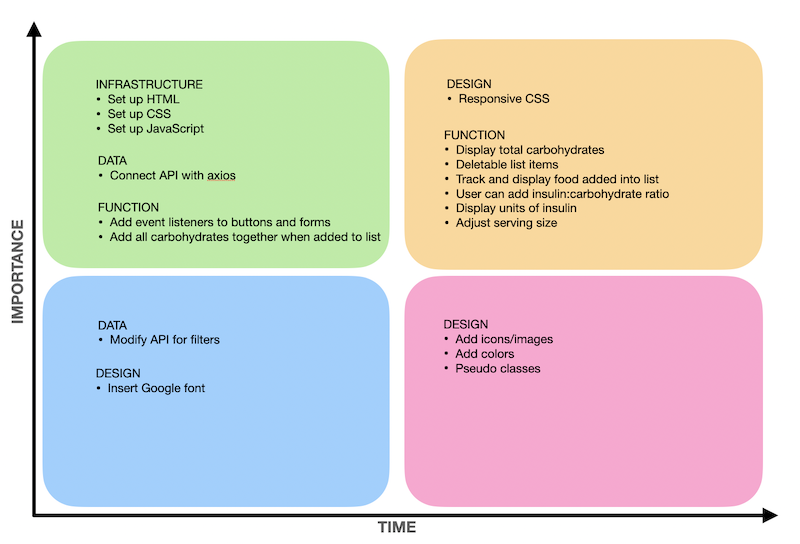 IMPORTANCE
INFRASTRUCTURE
• Set up HTML
• Set up CSS
• Set up JavaScript
DATA
• Connect API with axios
FUNCTION
• Add event listeners to buttons and forms
• Add all carbohydrates together when added to list
DESIGN
• Responsive CSS
FUNCTION
• Display total carbohydrates
• Deletable list items
• Track and display food added into list
• User can add insulin:carbohydrate ratio
• Display units of insulin
• Adjust serving size
DATA
• Modify API for filters
DESIGN
• Insert Google font
DESIGN
• Add icons/images
• Add colors
• Pseudo classes
TIME